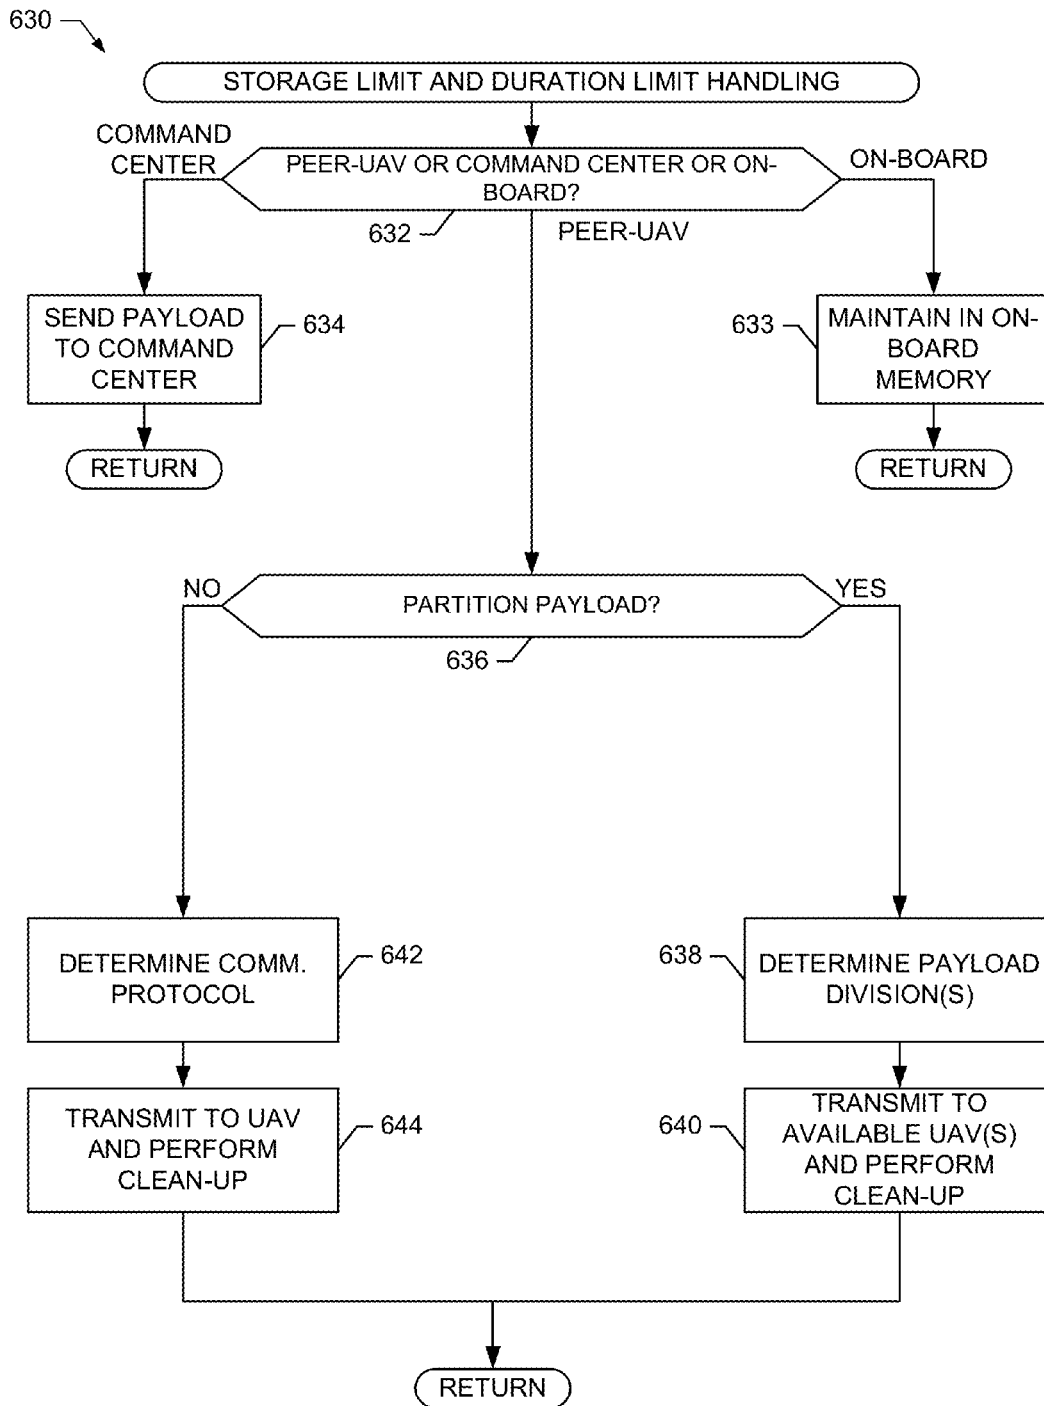 630
STORAGE LIMIT AND DURATION LIMIT HANDLING
COMMAND
CENTER
PEER-UAV OR COMMAND CENTER OR ON-
BOARD?
ON-BOARD
632
PEER-UAV
SEND PAYLOAD
TO COMMAND
CENTER
634
633
MAINTAIN IN ON-
BOARD
MEMORY
RETURN
RETURN
NO
PARTITION PAYLOAD?
YES
636
DETERMINE COMM.
PROTOCOL
642
638
DETERMINE PAYLOAD
DIVISION(S)
TRANSMIT TO UAV
AND PERFORM
CLEAN-UP
644
640
TRANSMIT TO
AVAILABLE UAV(S)
AND PERFORM
CLEAN-UP
RETURN